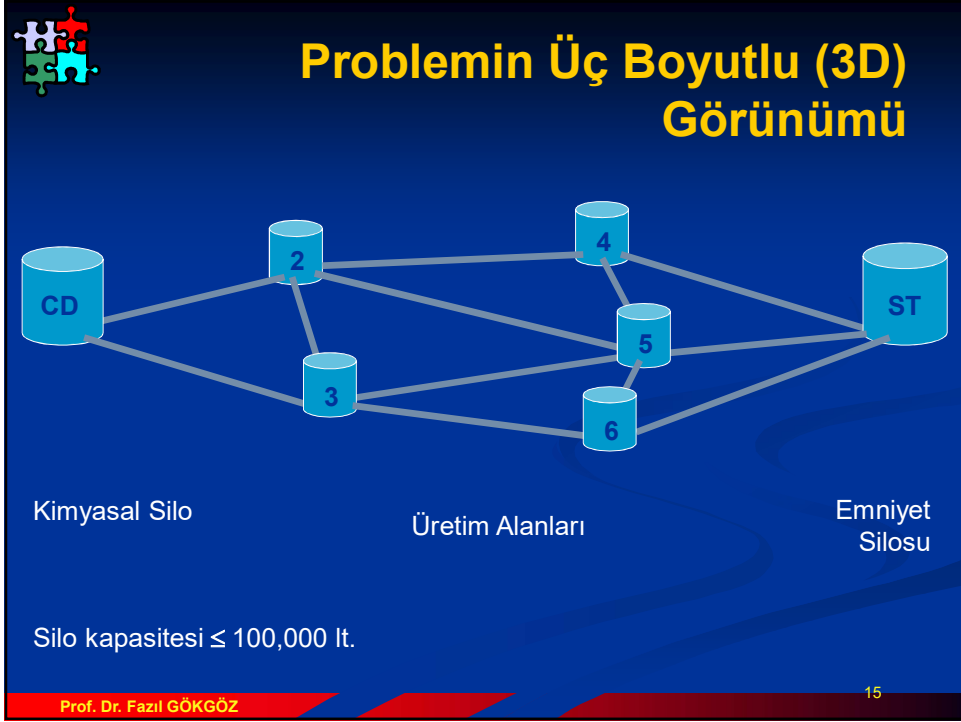 Problemin Üç Boyutlu (3D)
Görünümü
2
4
CD
ST
5
3
6
Kimyasal Silo
Üretim Alanları
Emniyet
Silosu
Silo kapasitesi ≤ 100,000 lt.
Prof. Dr. Fazıl GÖKGÖZ
15